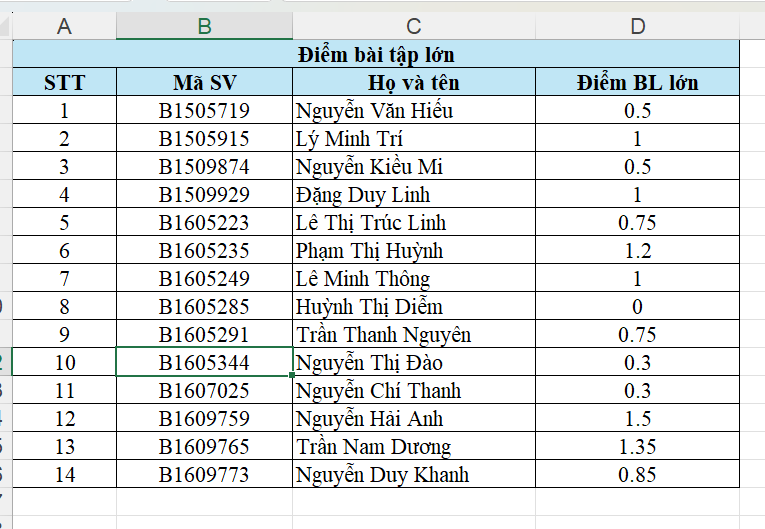 A B C D
Điểm bài tập lớn
STT Mã SV Họ và tên Điểm BL lớn
1 B1505719 Nguyễn Văn Hiếu 0.5
2 B1505915 Lý Minh Trí 1
3 B1509874 Nguyễn Kiều Mi 0.5
4 B1509929 Đặng Duy Linh 1
5 B1605223 Lê Thị Trúc Linh 0.75
6 B1605235 Phạm Thị Huỳnh 1.2
7 B1605249 Lê Minh Thông 1
8 B1605285 Huỳnh Thị Diễm 0
9 B1605291 Trần Thanh Nguyên 0.75
10 B1605344 Nguyễn Thị Đào 0.3
11 B1607025 Nguyễn Chí Thanh 0.3
12 B1609759 Nguyễn Hải Anh 1.5
13 B1609765 Trần Nam Dương 1.35
14 B1609773 Nguyễn Duy Khanh 0.85